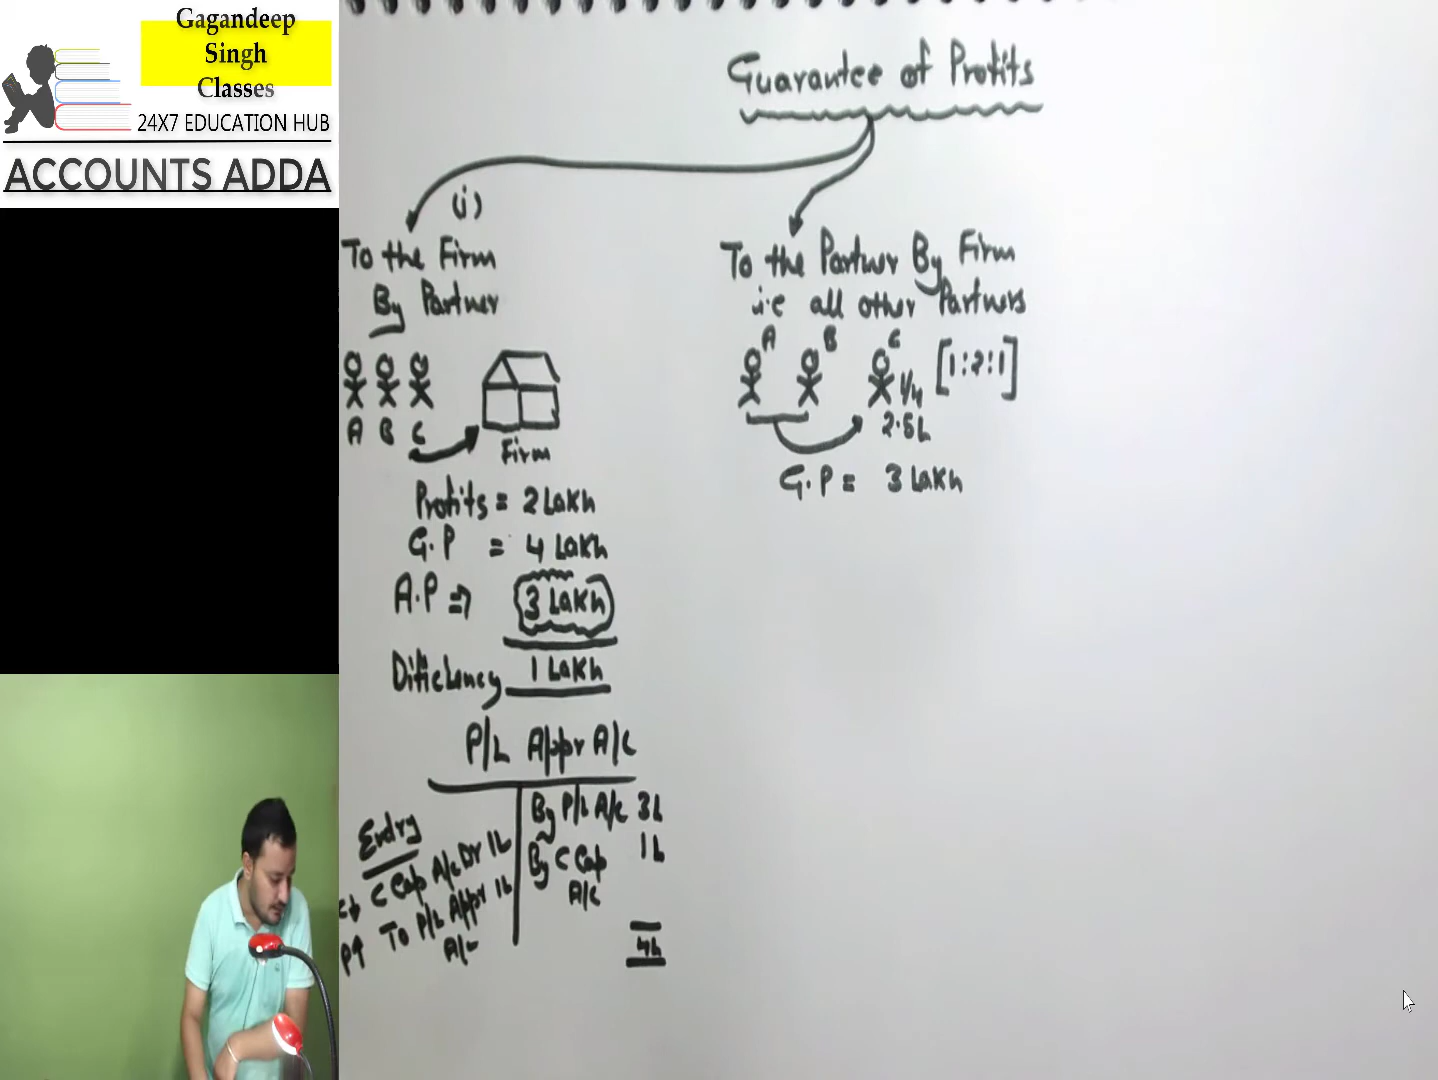 Gagandeep
Singh
Classes
24X7 EDUCATION HUB
ACCOUNTS ADDA
Guarantee of Profits
(i)
To the Firm
By Partner
A B C
Firm
Profits = 2 Lakh
G.P = 4 Lakh
A.P ⇒ 3 Lakh
Dificiency 1 Lakh
P/L Appr A/c
By P/L A/c 3L
By C Cap 1L
A/c
4L
Entry
C Cap A/c Dr 1L
To P/L Appr 1L
A/c
C↓
P↑
To the Partner By Firm
i.e all other Partners
A B C [1:2:1]
1/4
2.5L
G.P = 3 Lakh